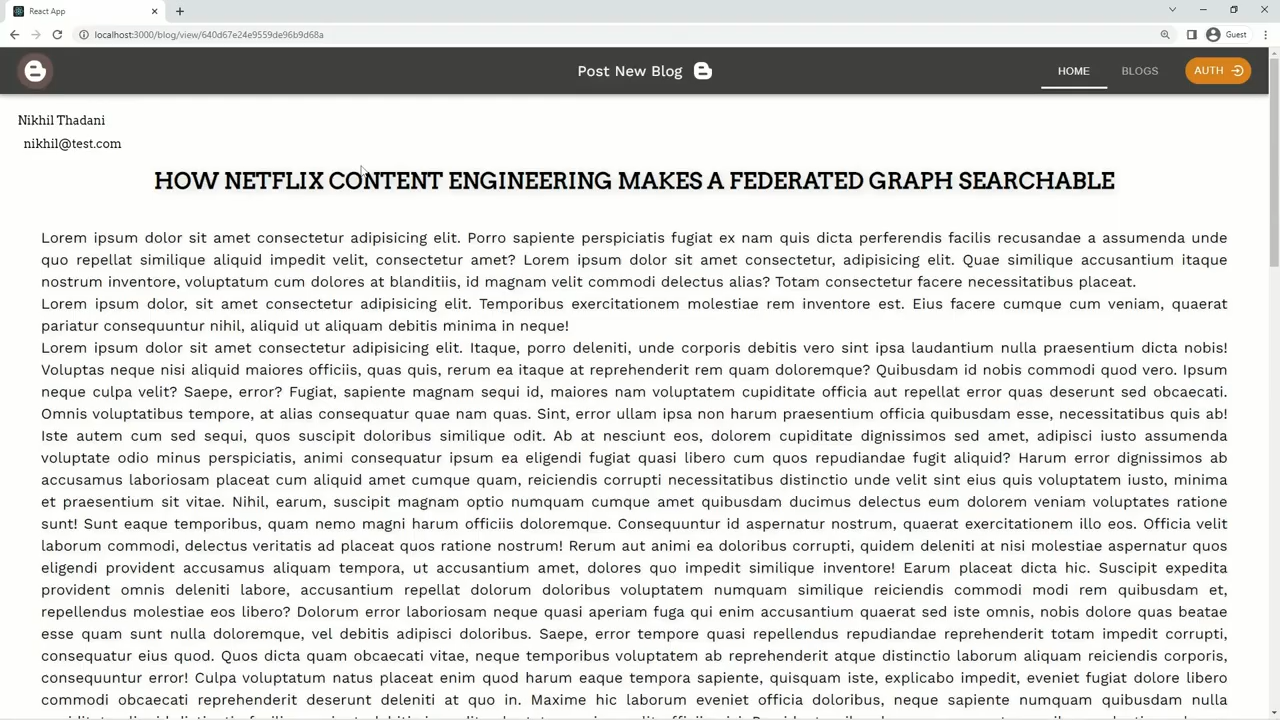 React App
localhost:3000/blog/view/640d67e24e9559de96b9d68a
Guest
Post New Blog
HOME
BLOGS
AUTH
Nikhil Thadani
nikhil@test.com
HOW NETFLIX CONTENT ENGINEERING MAKES A FEDERATED GRAPH SEARCHABLE
Lorem ipsum dolor sit amet consectetur adipisicing elit. Porro sapiente perspiciatis fugiat ex nam quis dicta perferendis facilis recusandae a assumenda unde
quo repellat similique aliquid impedit velit, consectetur amet? Lorem ipsum dolor sit amet consectetur, adipisicing elit. Quae similique accusantium itaque
nostrum inventore, voluptatum cum dolores at blanditiis, id magnam velit commodi delectus alias? Totam consectetur facere necessitatibus placeat.
Lorem ipsum dolor, sit amet consectetur adipisicing elit. Temporibus exercitationem molestiae rem inventore est. Eius facere cumque cum veniam, quaerat
pariatur consequuntur nihil, aliquid ut aliquam debitis minima in neque!
Lorem ipsum dolor sit amet consectetur adipisicing elit. Itaque, porro deleniti, unde corporis debitis vero sint ipsa laudantium nulla praesentium dicta nobis!
Voluptas neque nisi aliquid maiores officiis, quas quis, rerum ea itaque at reprehenderit rem quam doloremque? Quibusdam id nobis commodi quod vero. Ipsum
neque culpa velit? Saepe, error? Fugiat, sapiente magnam sequi id, maiores nam voluptatem cupiditate officia aut repellat error quas deserunt sed obcaecati.
Omnis voluptatibus tempore, at alias consequatur quae nam quas. Sint, error ullam ipsa non harum praesentium officia quibusdam esse, necessitatibus quis ab!
Iste autem cum sed sequi, quos suscipit doloribus similique odit. Ab at nesciunt eos, dolorem cupiditate dignissimos sed amet, adipisci iusto assumenda
voluptate odio minus perspiciatis, animi consequatur ipsum ea eligendi fugiat quasi libero cum quos repudiandae fugit aliquid? Harum error dignissimos ab
accusamus laboriosam placeat cum aliquid amet cumque quam, reiciendis corrupti necessitatibus distinctio unde velit sint eius quis voluptatem iusto, minima
et praesentium sit vitae. Nihil, earum, suscipit magnam optio numquam cumque amet quibusdam ducimus delectus eum dolorem veniam voluptates ratione
sunt! Sunt eaque temporibus, quam nemo magni harum officiis doloremque. Consequuntur id aspernatur nostrum, quaerat exercitationem illo eos. Officia velit
laborum commodi, delectus veritatis ad placeat quos ratione nostrum! Rerum aut animi ea doloribus corrupti, quidem deleniti at nisi molestiae aspernatur quos
eligendi provident accusamus aliquam tempora, ut accusantium amet, dolores quo impedit similique inventore! Earum placeat dicta hic. Suscipit expedita
provident omnis deleniti labore, accusantium repellat dolorum doloribus voluptatem numquam similique reiciendis commodi modi rem quibusdam et,
repellendus molestiae eos libero? Dolorum error laboriosam neque quasi aperiam fuga qui enim accusantium quaerat sed iste omnis, nobis dolore quas beatae
esse quam sunt nulla doloremque, vel debitis adipisci doloribus. Saepe, error tempore quasi repellendus repudiandae reprehenderit totam impedit corrupti,
consequatur eius quod. Quos dicta quam obcaecati vitae, neque temporibus voluptatem ab reprehenderit atque distinctio laborum aliquam reiciendis corporis,
consequuntur error! Culpa voluptatum natus placeat enim quod harum eaque tempora sapiente, quisquam iste, explicabo impedit, eveniet fugiat dolore libero
commodi obcaecati reprehenderit deserunt deleniti at quo in. Maxime hic laborum eveniet officia doloribus, neque sapiente numquam quibusdam nulla